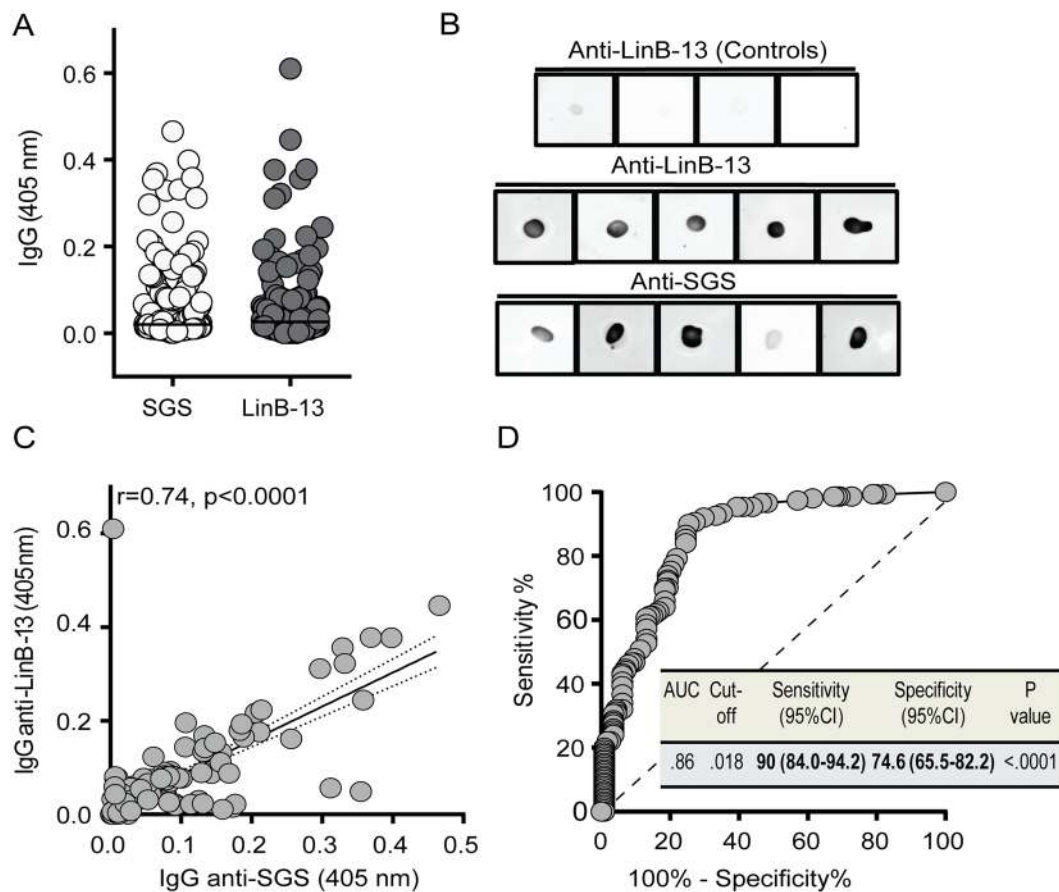 A
IgG (405 nm)
0.6
0.4
0.2
0.0
SGS
LinB-13
B
Anti-LinB-13 (Controls)
Anti-LinB-13
Anti-SGS
C
r=0.74, p<0.0001
IgG anti-LinB-13 (405nm)
0.6
0.4
0.2
0.0
0.0 0.1 0.2 0.3 0.4 0.5
IgG anti-SGS (405 nm)
D
Sensitivity %
100
80
60
40
20
0
0 20 40 60 80 100
100% - Specificity%
AUC Cut-off Sensitivity (95%CI) Specificity (95%CI) P value
.86 .018 90 (84.0-94.2) 74.6 (65.5-82.2) <.0001